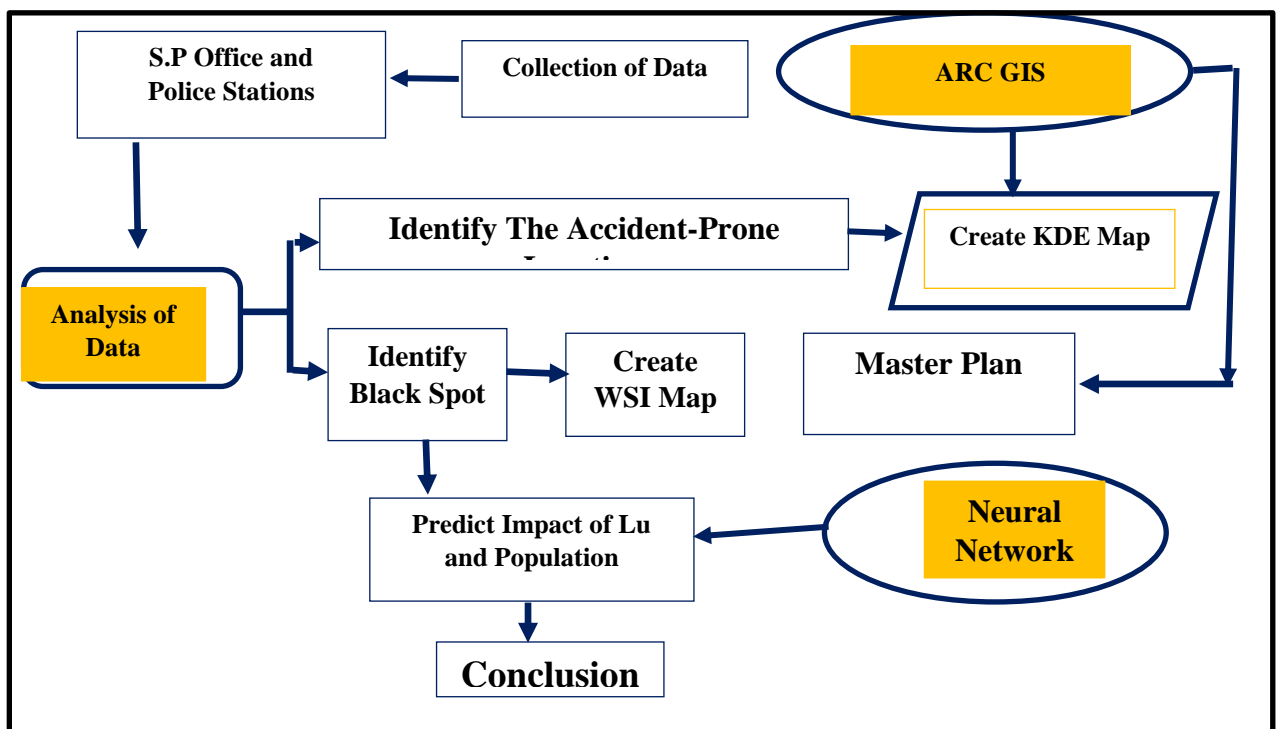 S.P Office and
Police Stations
Collection of Data
ARC GIS
Identify The Accident-Prone
Create KDE Map
Analysis of
Data
Identify
Black Spot
Create
WSI Map
Master Plan
Predict Impact of Lu
and Population
Neural
Network
Conclusion